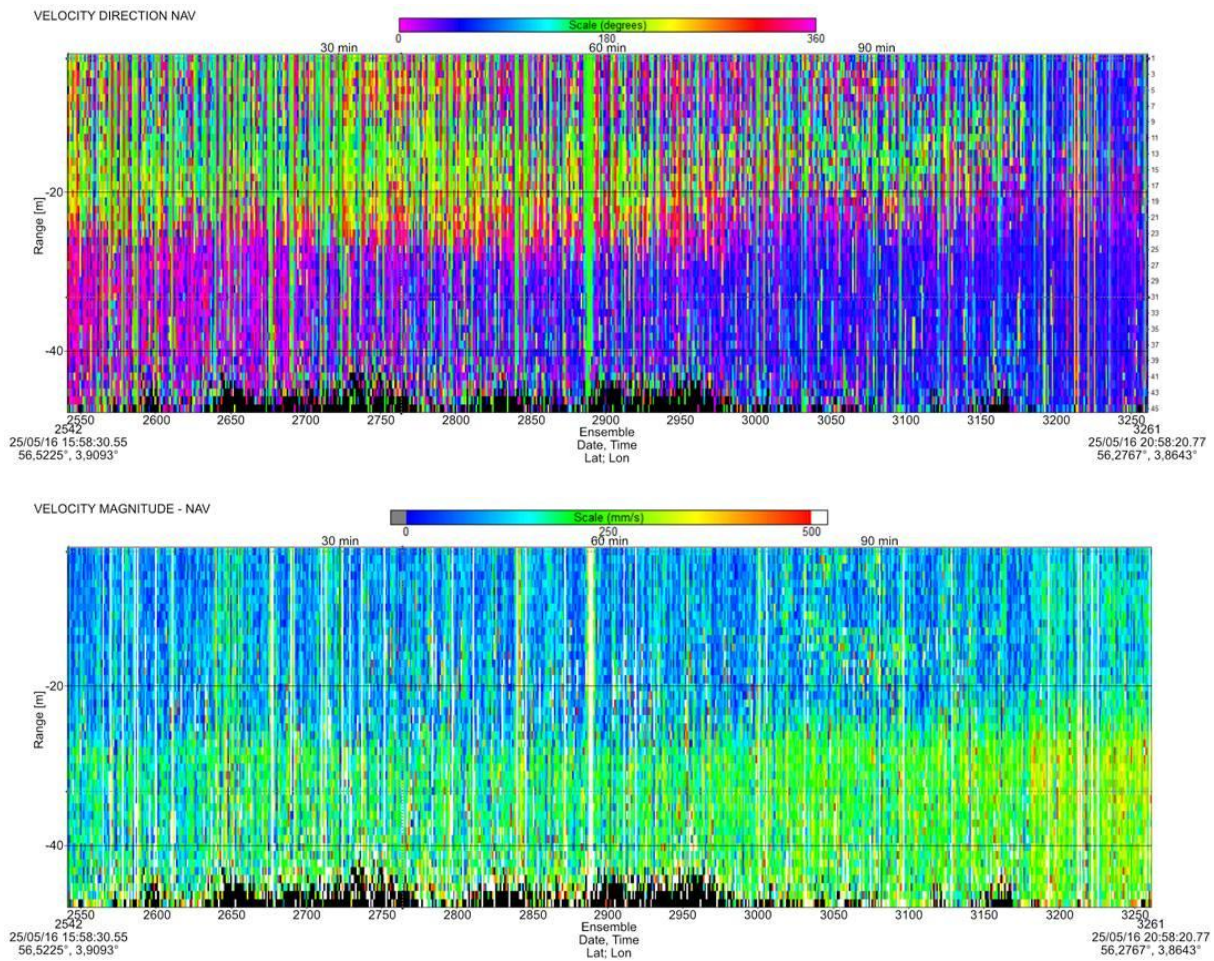 VELOCITY DIRECTION NAV
Scale (degrees)
0 180 360
30 min 60 min 90 min
Range [m]
-20
-40
1
3
5
7
9
11
13
15
17
19
21
23
25
27
29
31
33
35
37
39
41
43
45
2550 2600 2650 2700 2750 2800 2850 2900 2950 3000 3050 3100 3150 3200 3250
2542 Ensemble 3261
25/05/16 15:58:30.55 Date, Time 25/05/16 20:58:20.77
56,5225°, 3,9093° Lat; Lon 56,2767°, 3,8643°
VELOCITY MAGNITUDE - NAV
Scale (mm/s)
0 250 500
30 min 60 min 90 min
Range [m]
-20
-40
2550 2600 2650 2700 2750 2800 2850 2900 2950 3000 3050 3100 3150 3200 3250
2542 Ensemble 3261
25/05/16 15:58:30.55 Date, Time 25/05/16 20:58:20.77
56,5225°, 3,9093° Lat; Lon 56,2767°, 3,8643°